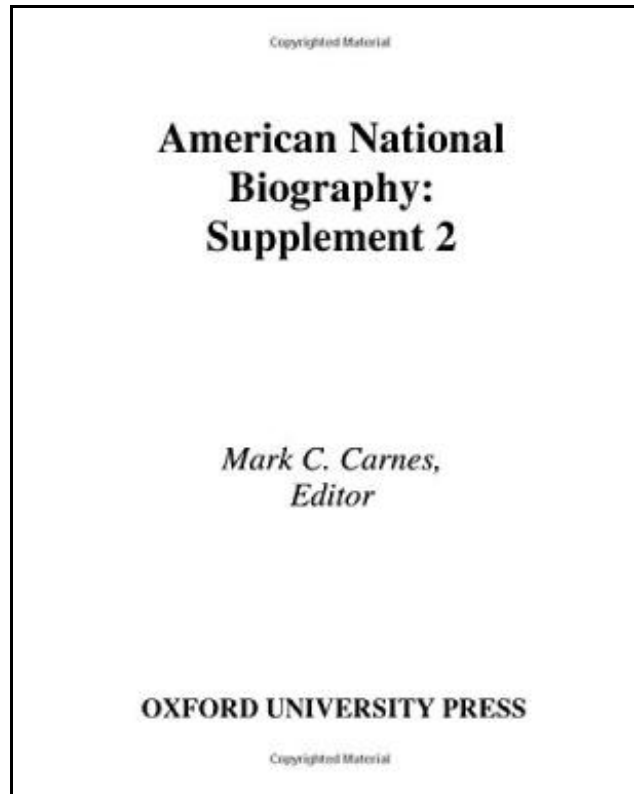 Copyrighted Material
American National
Biography:
Supplement 2
Mark C. Carnes,
Editor
OXFORD UNIVERSITY PRESS
Copyrighted Material